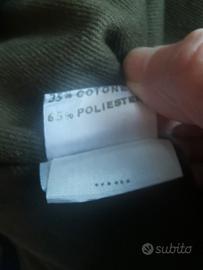 35% COTONE
65% POLIESTE
subito